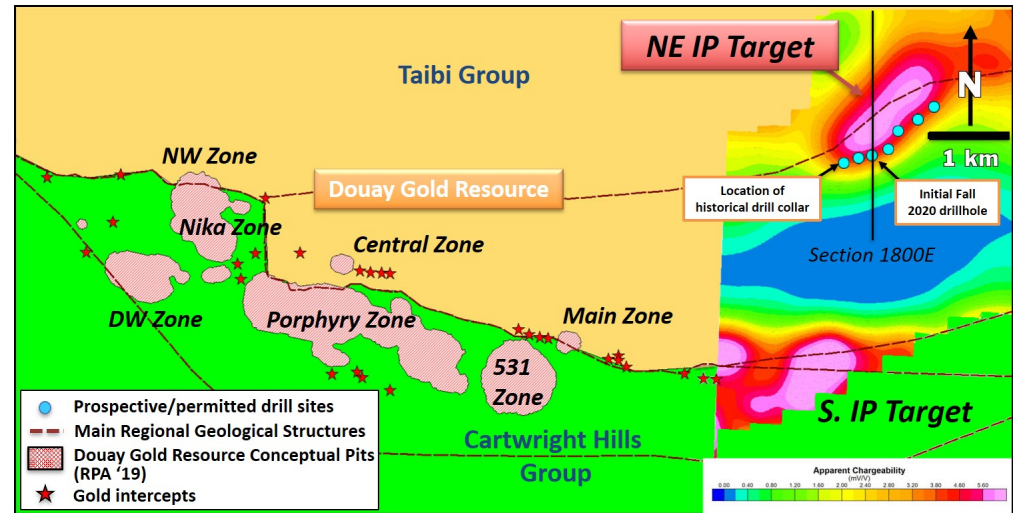 NE IP Target
Taibi Group
N
1 km
NW Zone
Douay Gold Resource
Location of
historical drill collar
Initial Fall
2020 drillhole
Nika Zone
Central Zone
Section 1800E
DW Zone
Porphyry Zone
Main Zone
531
Zone
S. IP Target
Cartwright Hills
Group
Prospective/permitted drill sites
Main Regional Geological Structures
Douay Gold Resource Conceptual Pits
(RPA ‘19)
Gold intercepts
Apparent Chargeability
(mV/V)
0.00 0.40 0.80 1.20 1.60 2.00 2.40 2.80 3.20 3.60 4.00 4.40 4.80 5.20 5.60